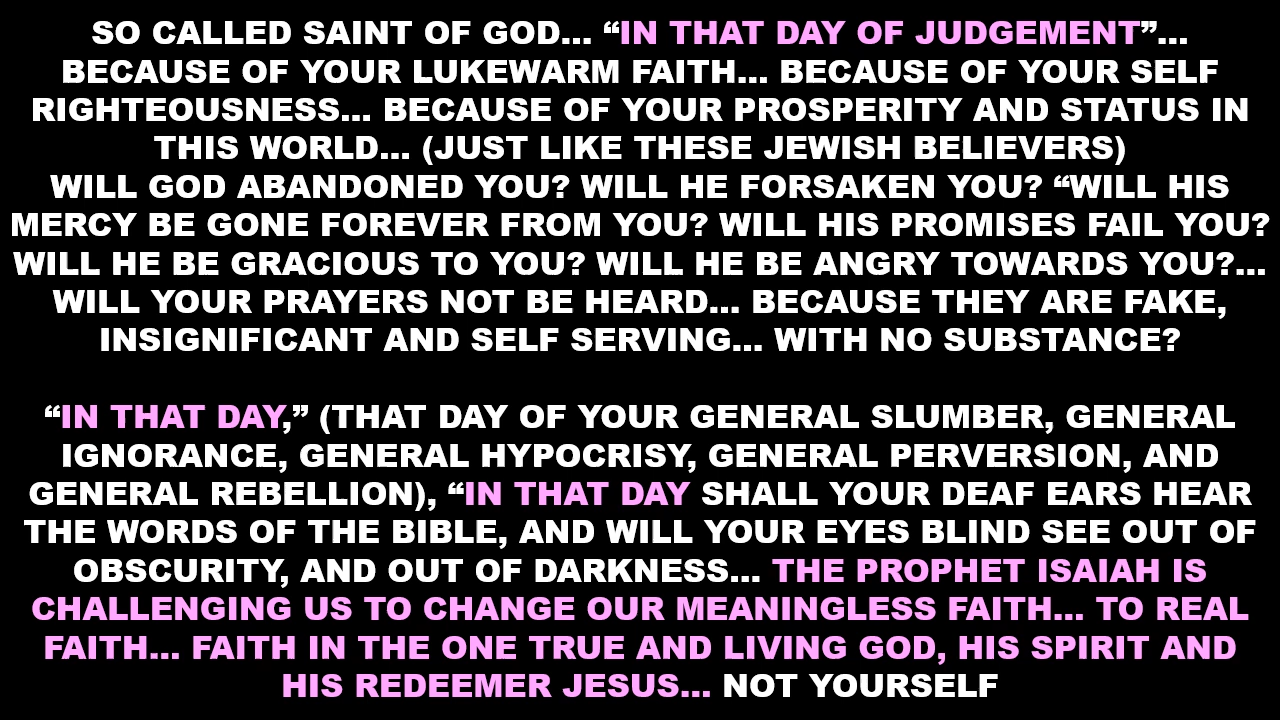 SO CALLED SAINT OF GOD... “IN THAT DAY OF JUDGEMENT”...
BECAUSE OF YOUR LUKEWARM FAITH... BECAUSE OF YOUR SELF
RIGHTEOUSNESS... BECAUSE OF YOUR PROSPERITY AND STATUS IN
THIS WORLD... (JUST LIKE THESE JEWISH BELIEVERS)
WILL GOD ABANDONED YOU? WILL HE FORSAKEN YOU? “WILL HIS
MERCY BE GONE FOREVER FROM YOU? WILL HIS PROMISES FAIL YOU?
WILL HE BE GRACIOUS TO YOU? WILL HE BE ANGRY TOWARDS YOU?...
WILL YOUR PRAYERS NOT BE HEARD... BECAUSE THEY ARE FAKE,
INSIGNIFICANT AND SELF SERVING... WITH NO SUBSTANCE?
“IN THAT DAY,” (THAT DAY OF YOUR GENERAL SLUMBER, GENERAL
IGNORANCE, GENERAL HYPOCRISY, GENERAL PERVERSION, AND
GENERAL REBELLION), “IN THAT DAY SHALL YOUR DEAF EARS HEAR
THE WORDS OF THE BIBLE, AND WILL YOUR EYES BLIND SEE OUT OF
OBSCURITY, AND OUT OF DARKNESS... THE PROPHET ISAIAH IS
CHALLENGING US TO CHANGE OUR MEANINGLESS FAITH... TO REAL
FAITH... FAITH IN THE ONE TRUE AND LIVING GOD, HIS SPIRIT AND
HIS REDEEMER JESUS... NOT YOURSELF